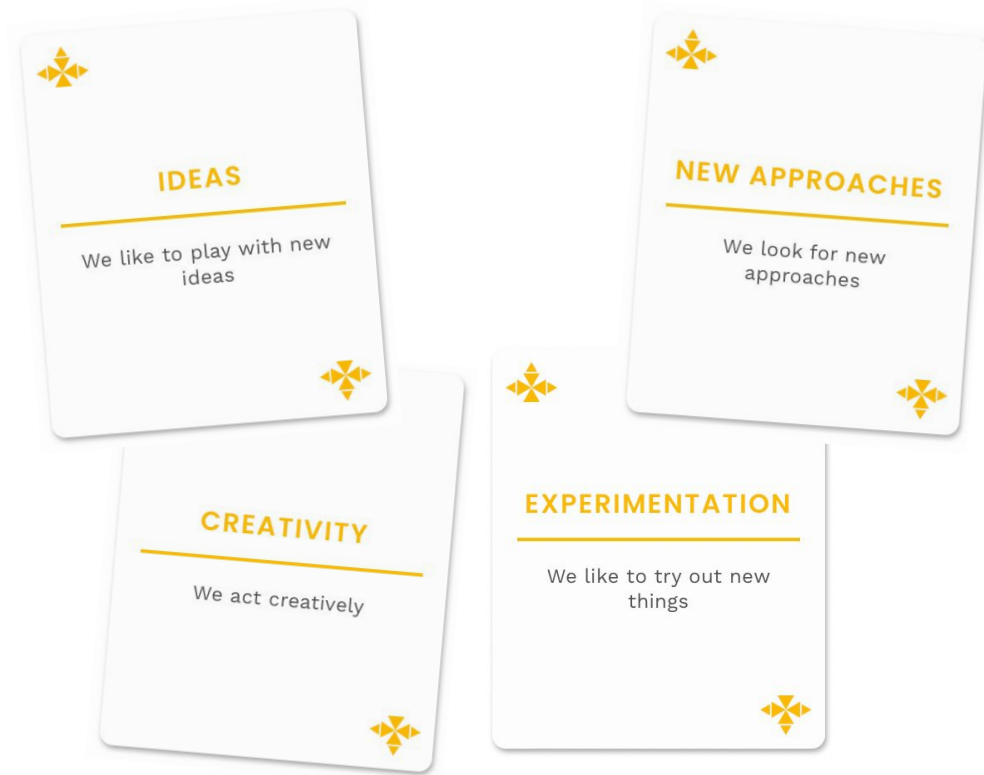 IDEAS
We like to play with new
ideas
NEW APPROACHES
We look for new
approaches
CREATIVITY
We act creatively
EXPERIMENTATION
We like to try out new
things